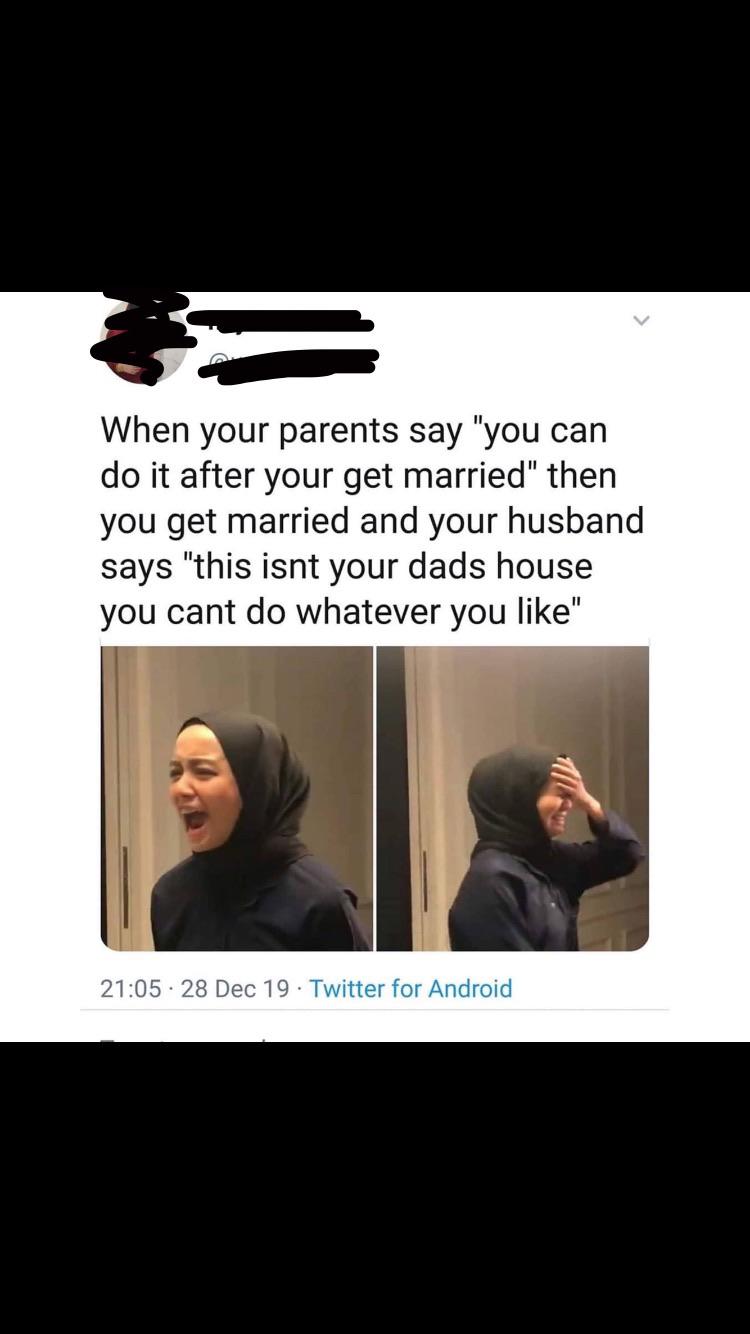 When your parents say "you can
do it after your get married" then
you get married and your husband
says "this isnt your dads house
you cant do whatever you like"
21:05 · 28 Dec 19 · Twitter for Android